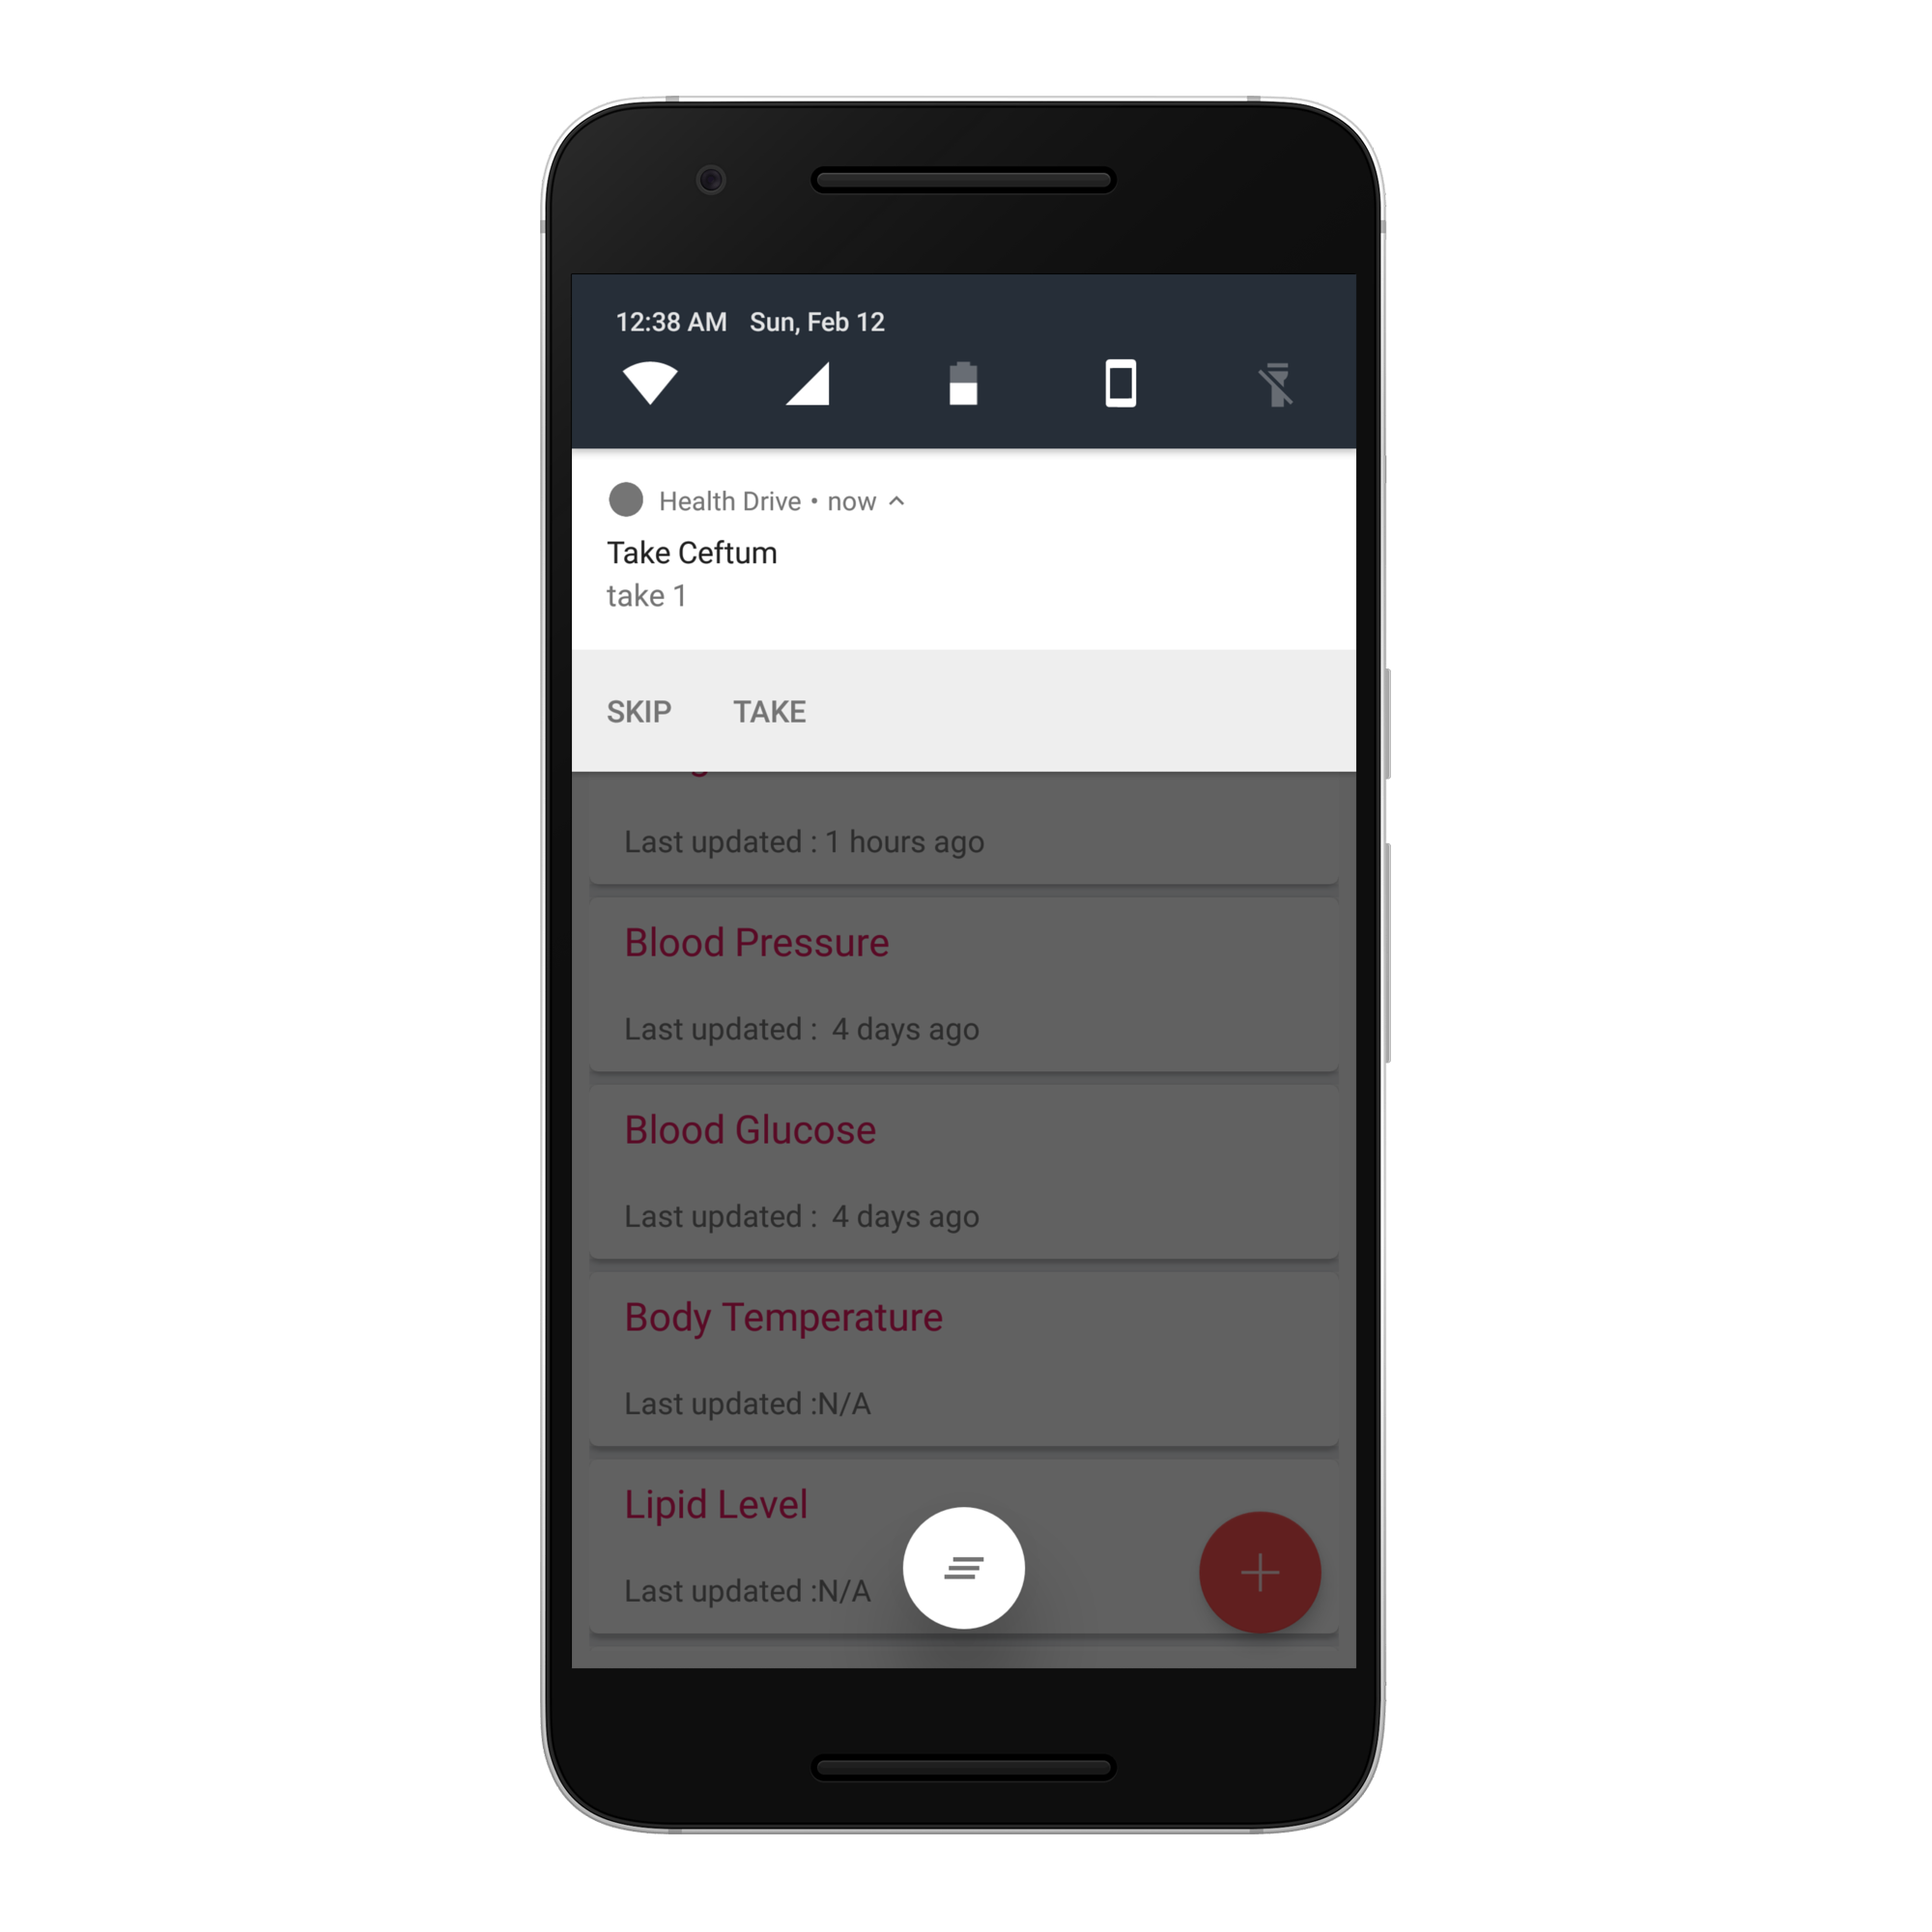 12:38 AM Sun, Feb 12
Health Drive • now
Take Ceftum
take 1
SKIP TAKE
Last updated : 1 hours ago
Blood Pressure
Last updated : 4 days ago
Blood Glucose
Last updated : 4 days ago
Body Temperature
Last updated :N/A
Lipid Level
Last updated :N/A